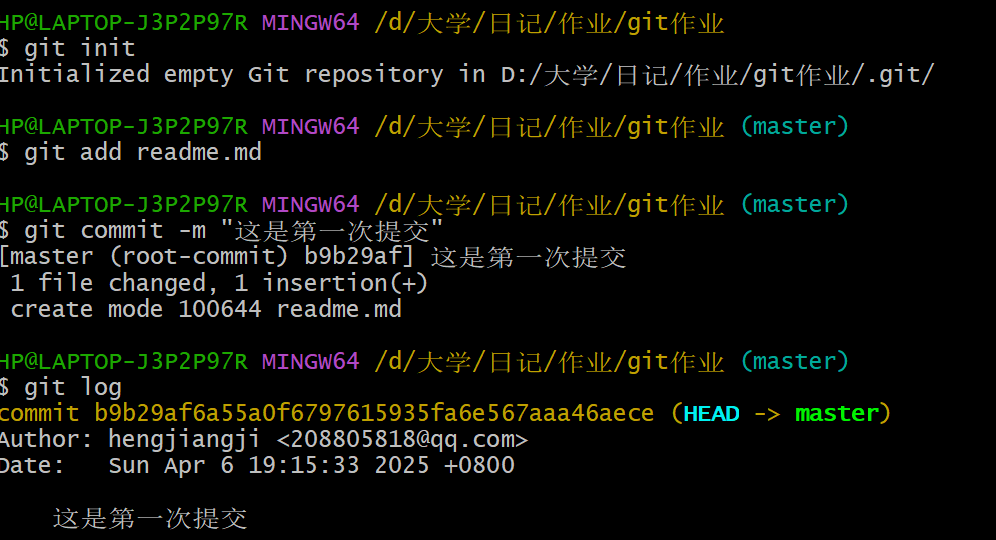 HP@LAPTOP-J3P2P97R MINGW64 /d/大学/日记/作业/git作业
$ git init
Initialized empty Git repository in D:/大学/日记/作业/git作业/.git/
HP@LAPTOP-J3P2P97R MINGW64 /d/大学/日记/作业/git作业 (master)
$ git add readme.md
HP@LAPTOP-J3P2P97R MINGW64 /d/大学/日记/作业/git作业 (master)
$ git commit -m "这是第一次提交"
[master (root-commit) b9b29af] 这是第一次提交
1 file changed, 1 insertion(+)
create mode 100644 readme.md
HP@LAPTOP-J3P2P97R MINGW64 /d/大学/日记/作业/git作业 (master)
$ git log
commit b9b29af6a55a0f6797615935fa6e567aaa46aece (HEAD -> master)
Author: hengjiangji <208805818@qq.com>
Date:   Sun Apr 6 19:15:33 2025 +0800
这是第一次提交